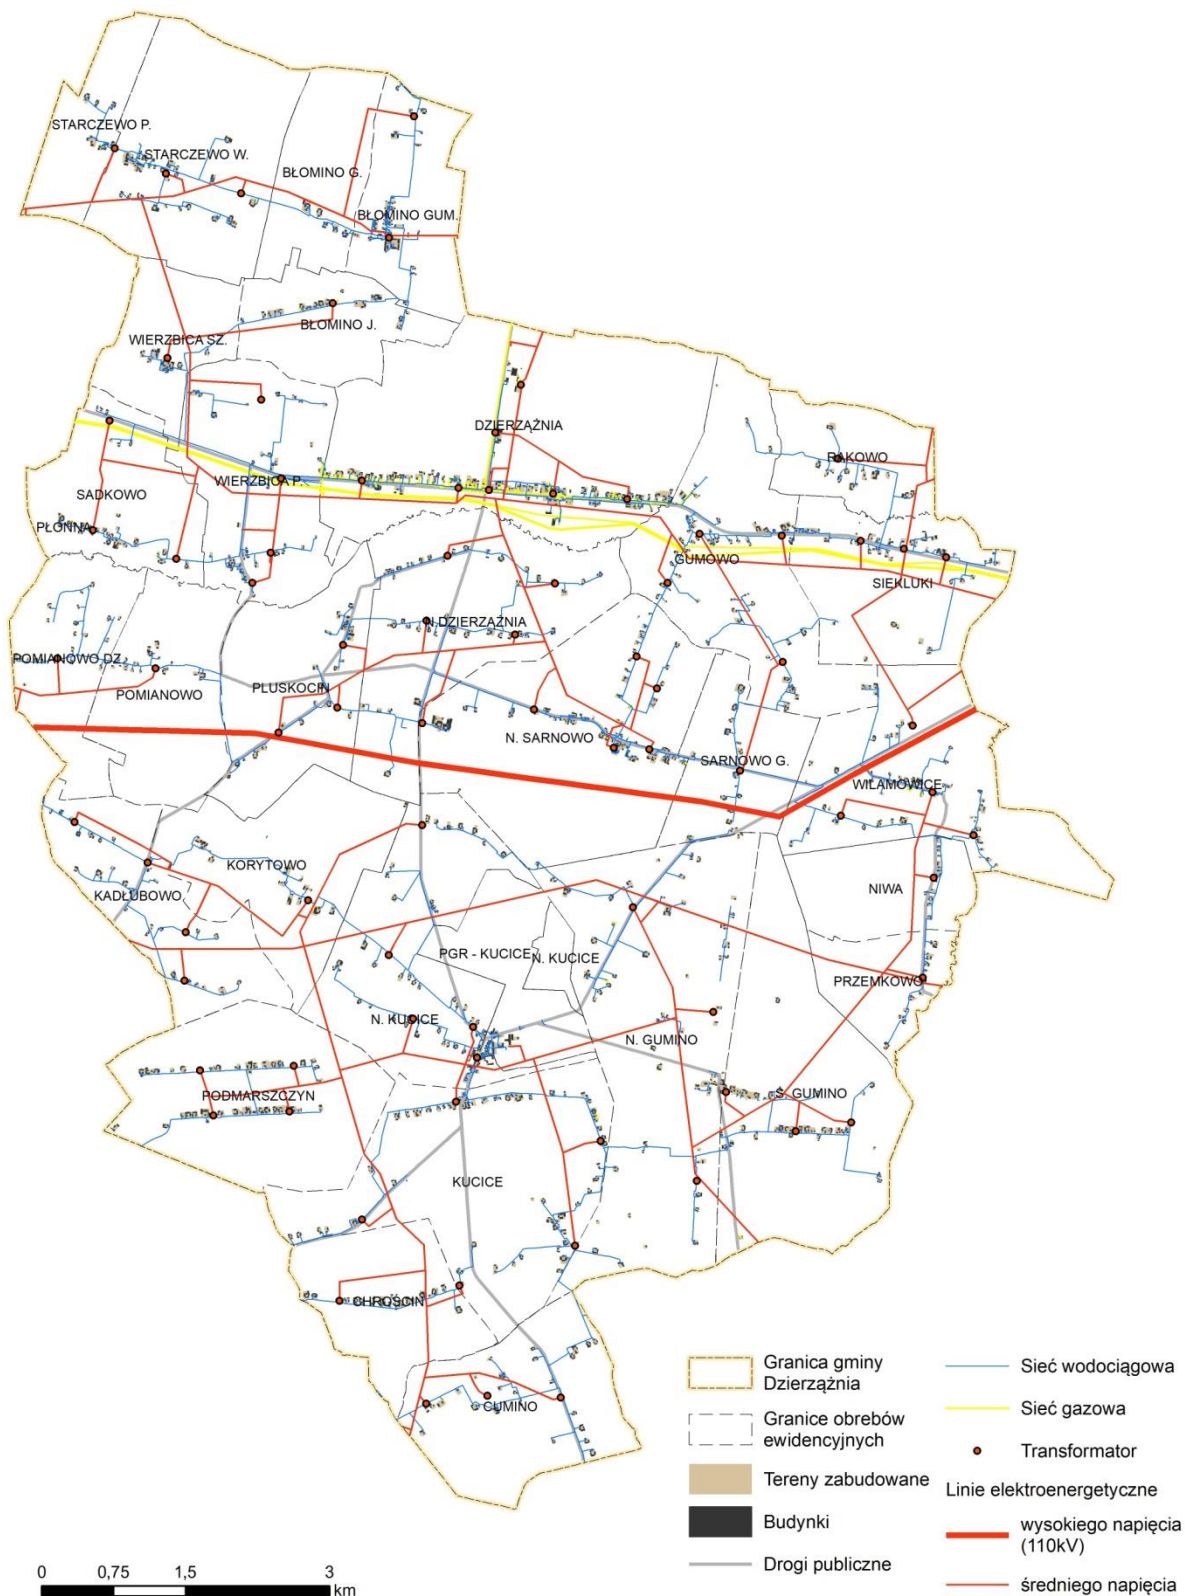 STARCZEWO P.
STARCZEWO W.
BŁOMINO G.
BŁOMINO GUM.
BŁOMINO J.
WIERZBICA SZ.
DZIERZĄŻNIA
RAKOWO
WIERZBICA P.
SADKOWO
PŁONNA
GUMOWO
SIEKLUKI
N.DZIERZĄŻNIA
POMIANOWO DZ.
POMIANOWO
PLUSKOCIN
N. SARNOWO
SARNOWO G.
WILAMOWICE
KORYTOWO
KADŁUBOWO
NIWA
PGR - KUCICE
N. KUCICE
PRZEMKOWO
N. KUCICE
N. GUMINO
PODMARSZCZYN
S. GUMINO
KUCICE
CHROŚCIN
CUMINO
Granica gminy
Dzierzążnia
Granice obrębów
ewidencyjnych
Tereny zabudowane
Budynki
Drogi publiczne
Sieć wodociągowa
Sieć gazowa
Transformator
Linie elektroenergetyczne
wysokiego napięcia
(110kV)
średniego napięcia
0 0,75 1,5 3
km